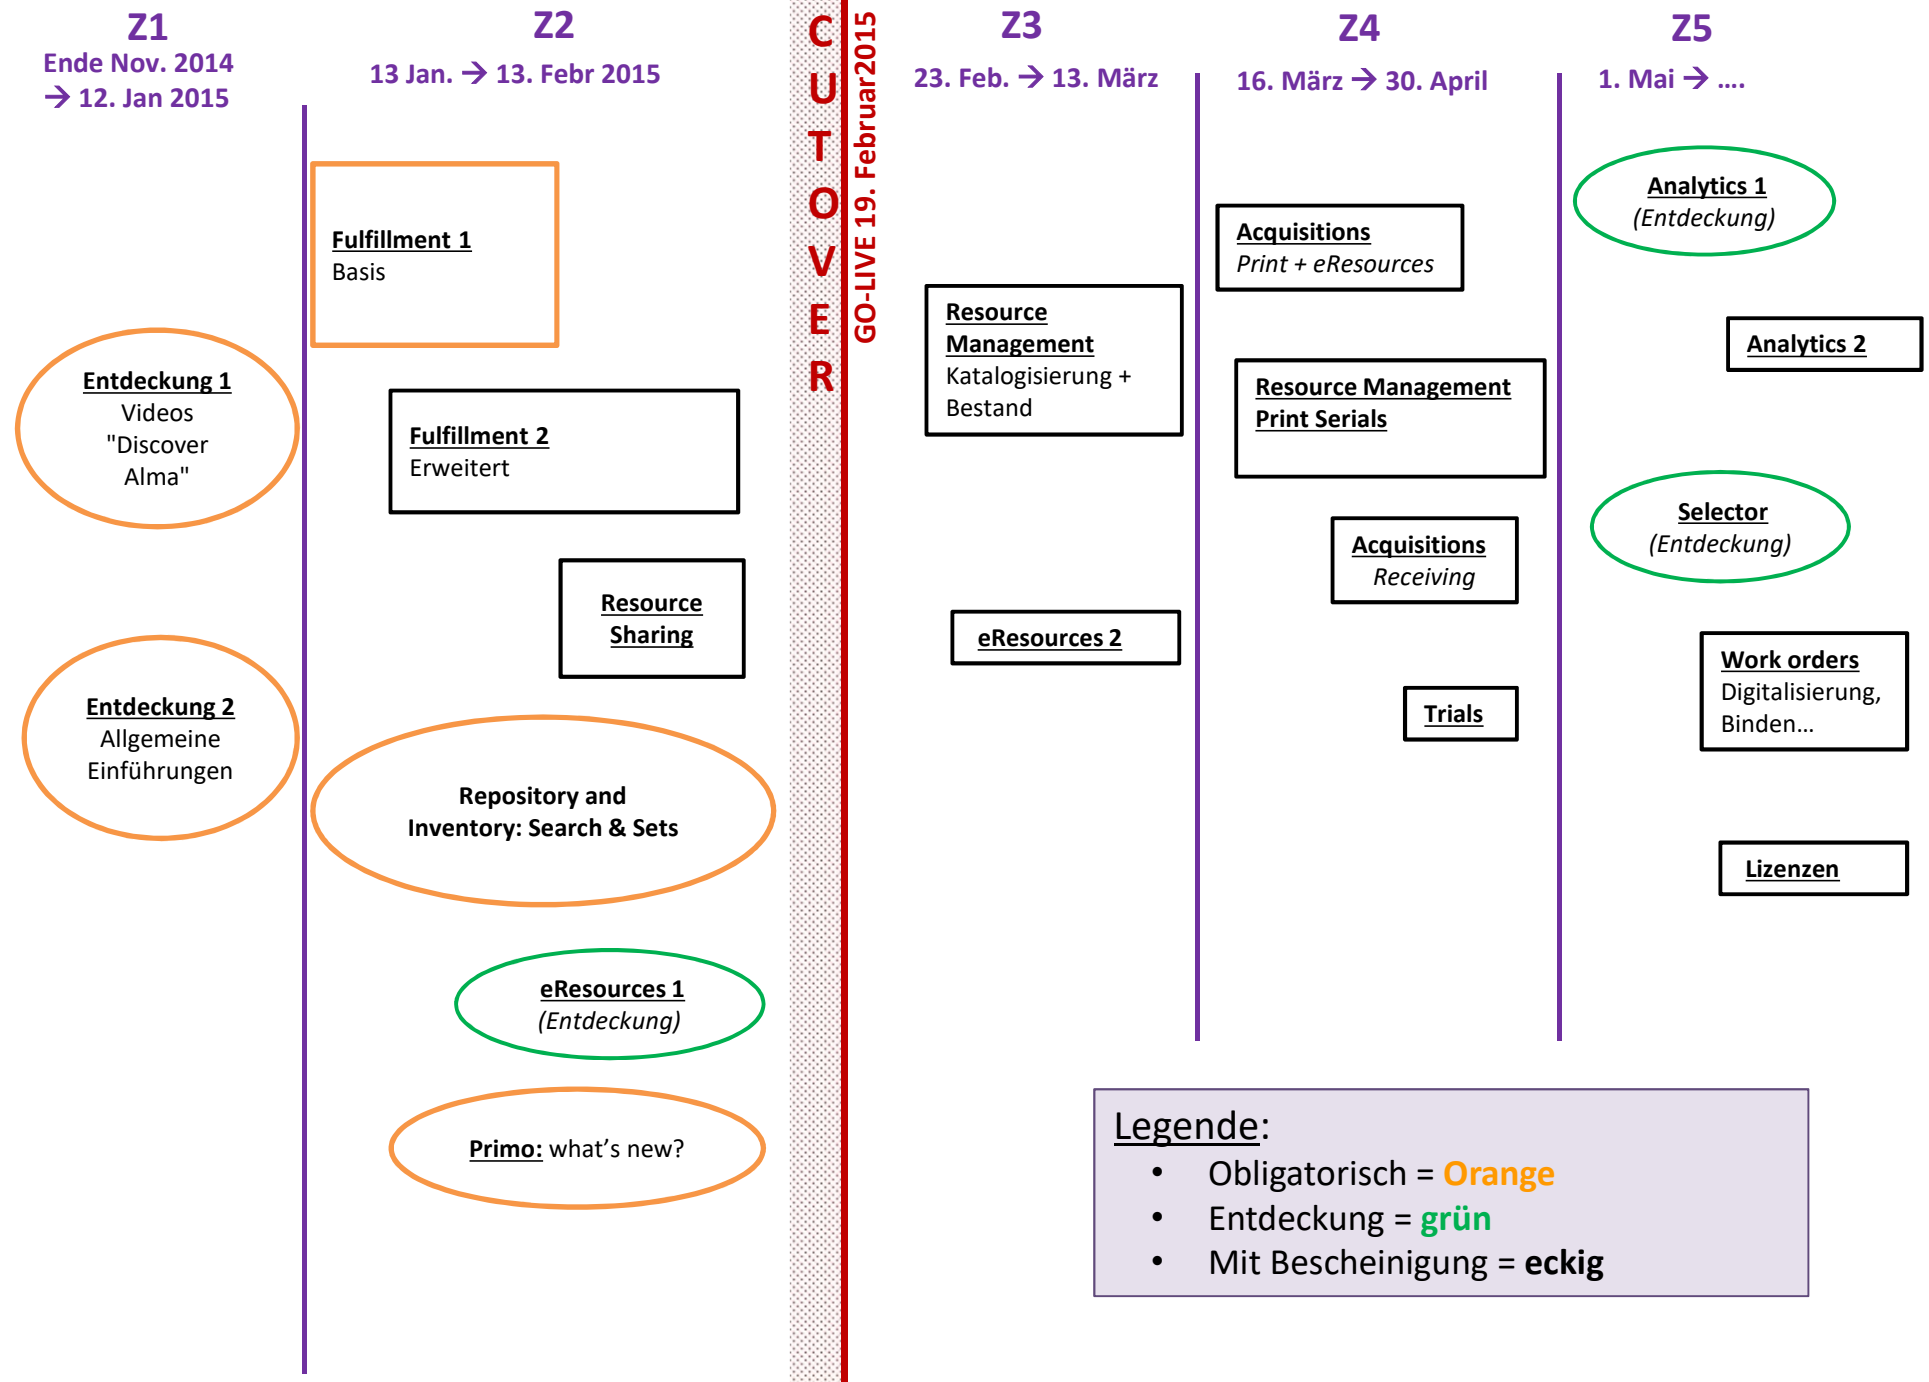 Z1
Ende Nov. 2014
→ 12. Jan 2015
Entdeckung 1
Videos
"Discover
Alma"
Entdeckung 2
Allgemeine
Einführungen
Z2
13 Jan. → 13. Febr 2015
Fulfillment 1
Basis
Fulfillment 2
Erweitert
Resource
Sharing
Repository and
Inventory: Search & Sets
eResources 1
(Entdeckung)
Primo: what's new?
CUTOVER
GO-LIVE 19. Februar2015
Z3
23. Feb. → 13. März
Resource
Management
Katalogisierung +
Bestand
eResources 2
Z4
16. März → 30. April
Acquisitions
Print + eResources
Resource Management
Print Serials
Acquisitions
Receiving
Trials
Z5
1. Mai → ....
Analytics 1
(Entdeckung)
Analytics 2
Selector
(Entdeckung)
Work orders
Digitalisierung,
Binden...
Lizenzen
Legende:
• Obligatorisch = Orange
• Entdeckung = grün
• Mit Bescheinigung = eckig